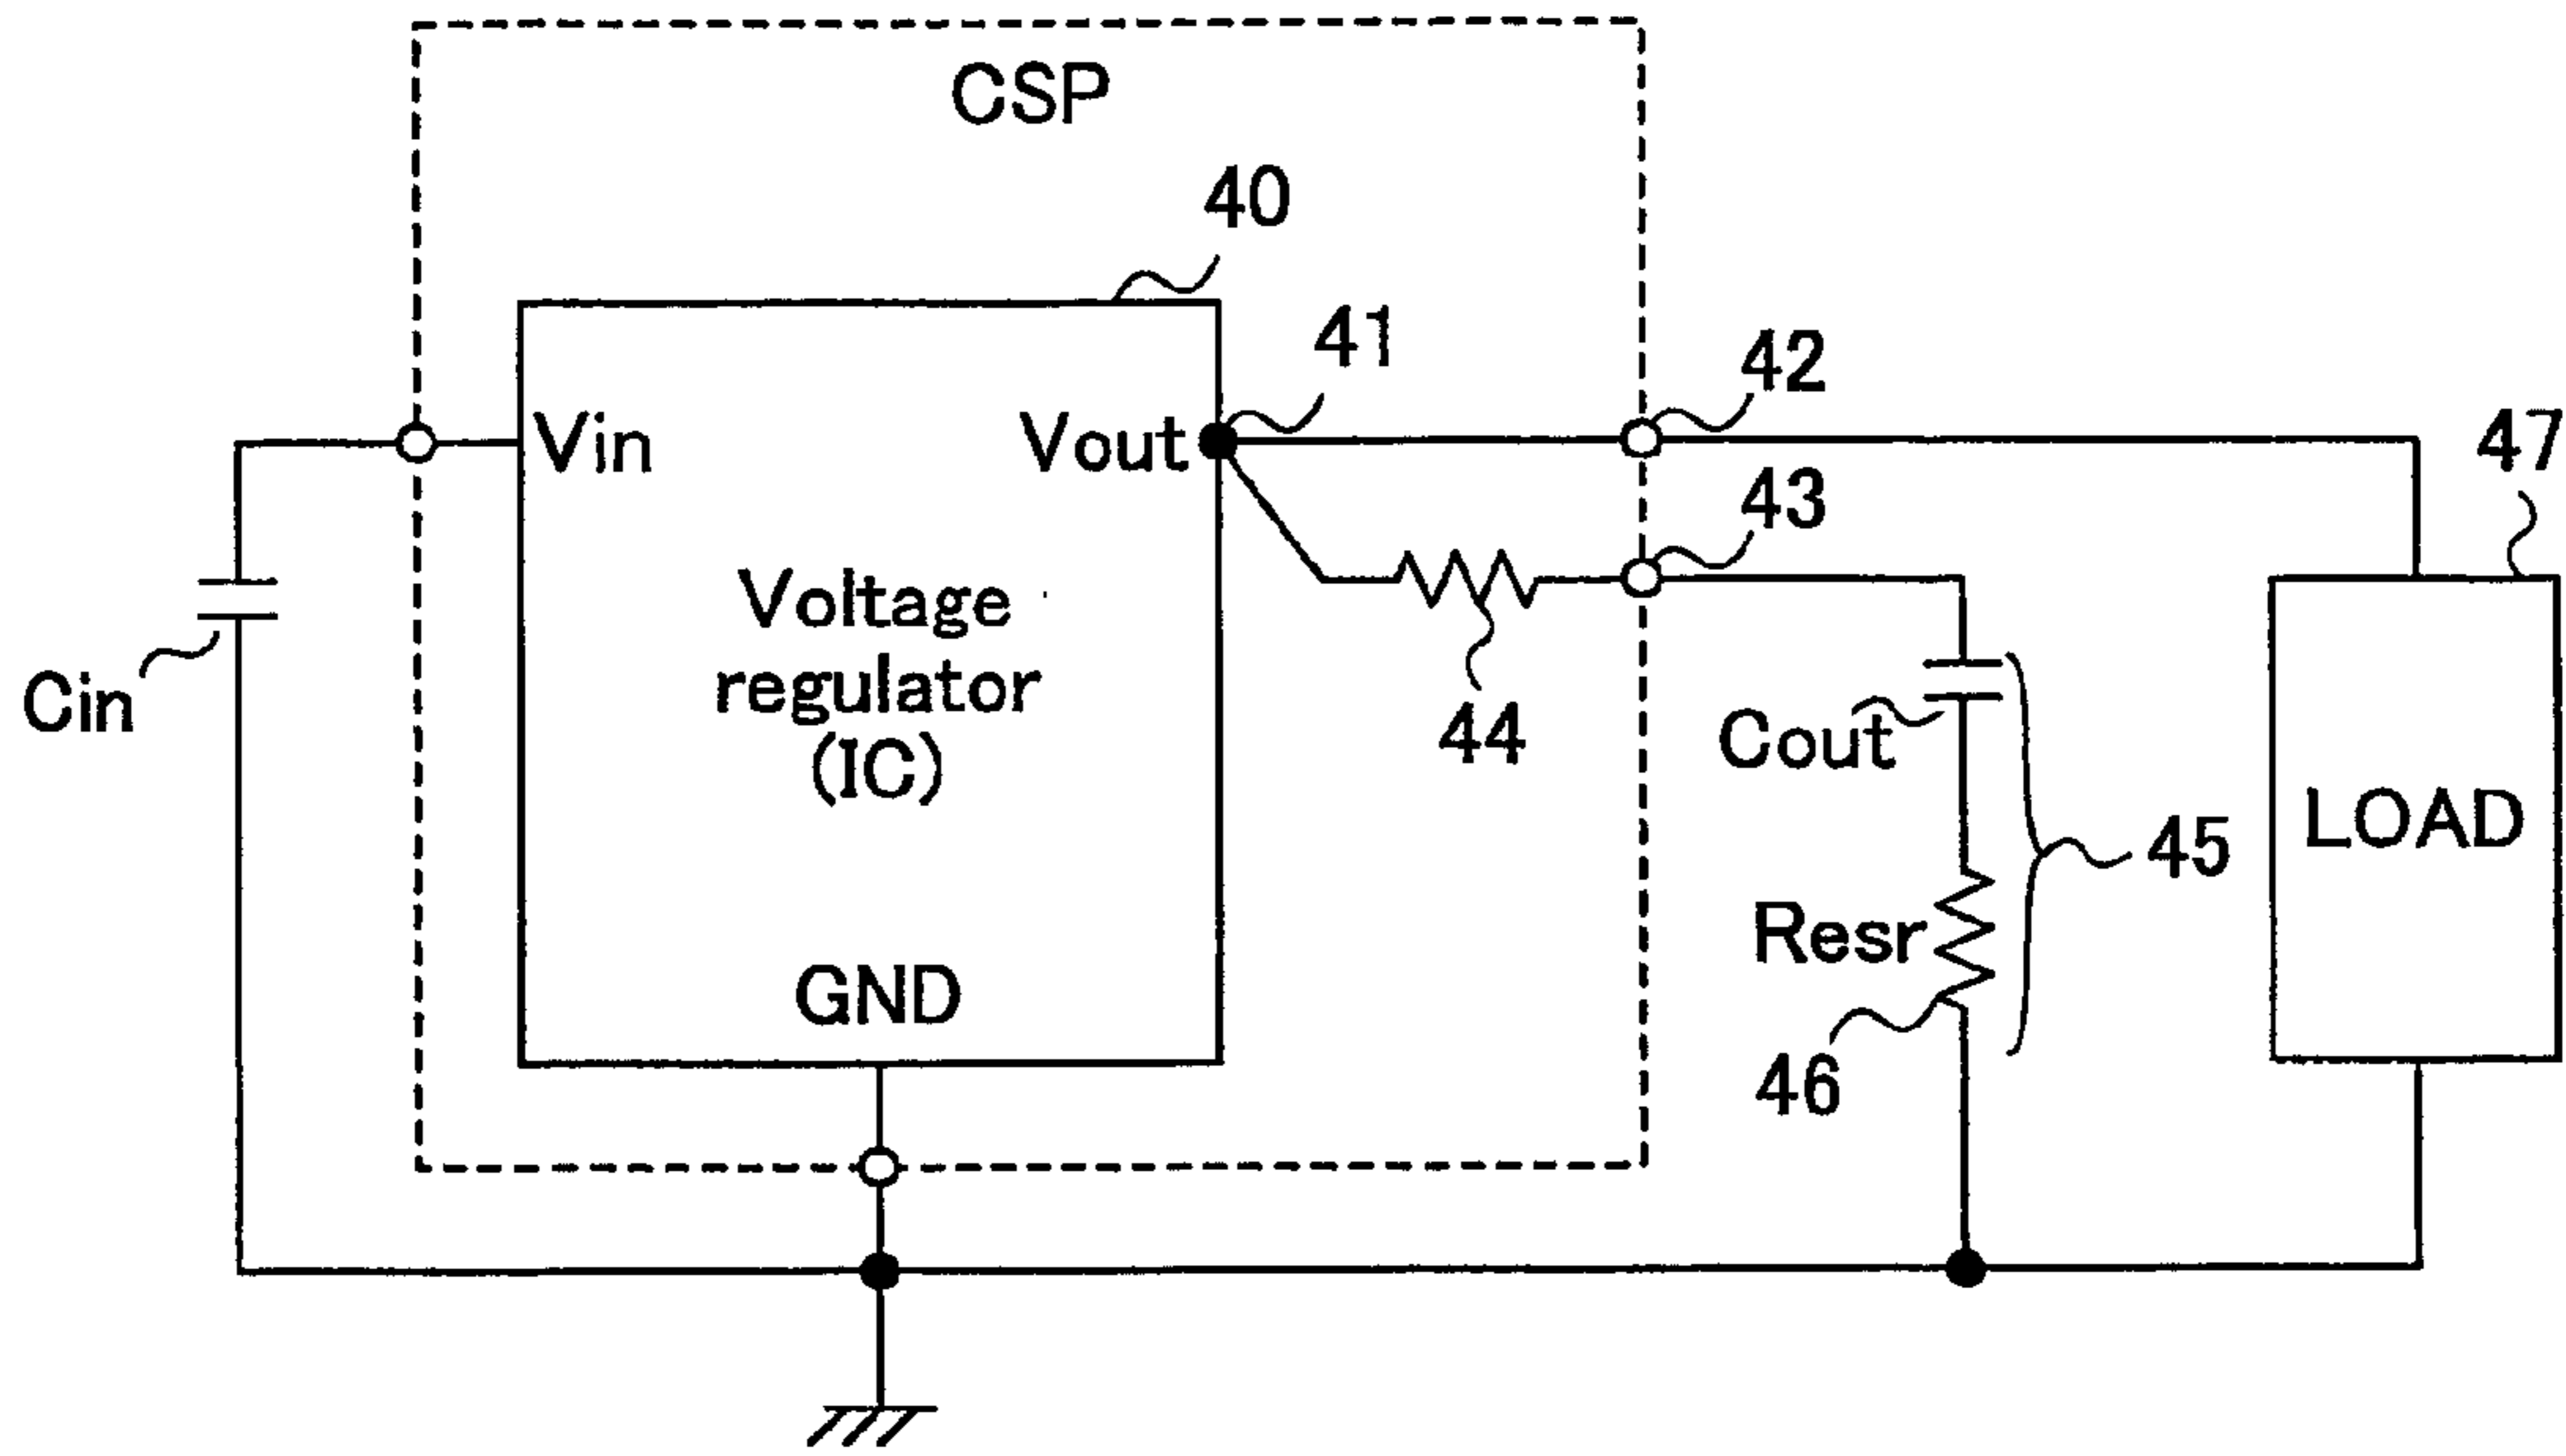 CSP
40
41
42
Vin
Vout
47
43
Voltage
regulator
(IC)
Cin
44
Cout
LOAD
45
Resr
GND
46